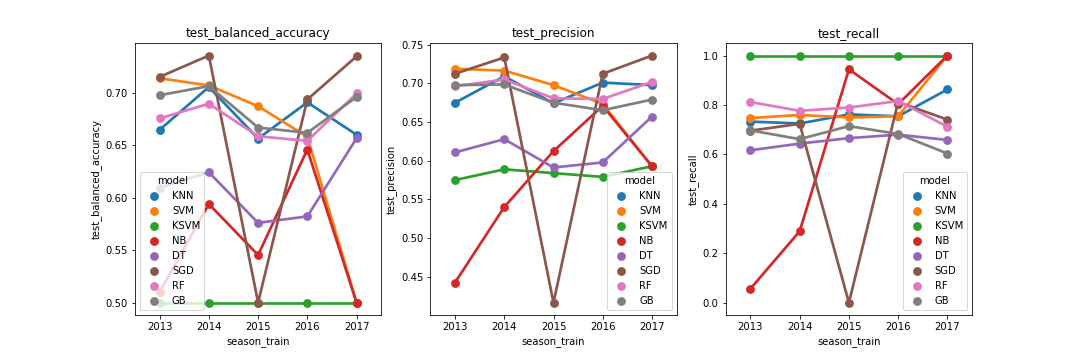 test_balanced_accuracy
test_balanced_accuracy
0.70
0.65
0.60
0.55
0.50
model
KNN
SVM
KSVM
NB
DT
SGD
RF
GB
2013 2014 2015 2016 2017
season_train
test_precision
test_precision
0.75
0.70
0.65
0.60
0.55
0.50
0.45
model
KNN
SVM
KSVM
NB
DT
SGD
RF
GB
2013 2014 2015 2016 2017
season_train
test_recall
test_recall
1.0
0.8
0.6
0.4
0.2
0.0
model
KNN
SVM
KSVM
NB
DT
SGD
RF
GB
2013 2014 2015 2016 2017
season_train